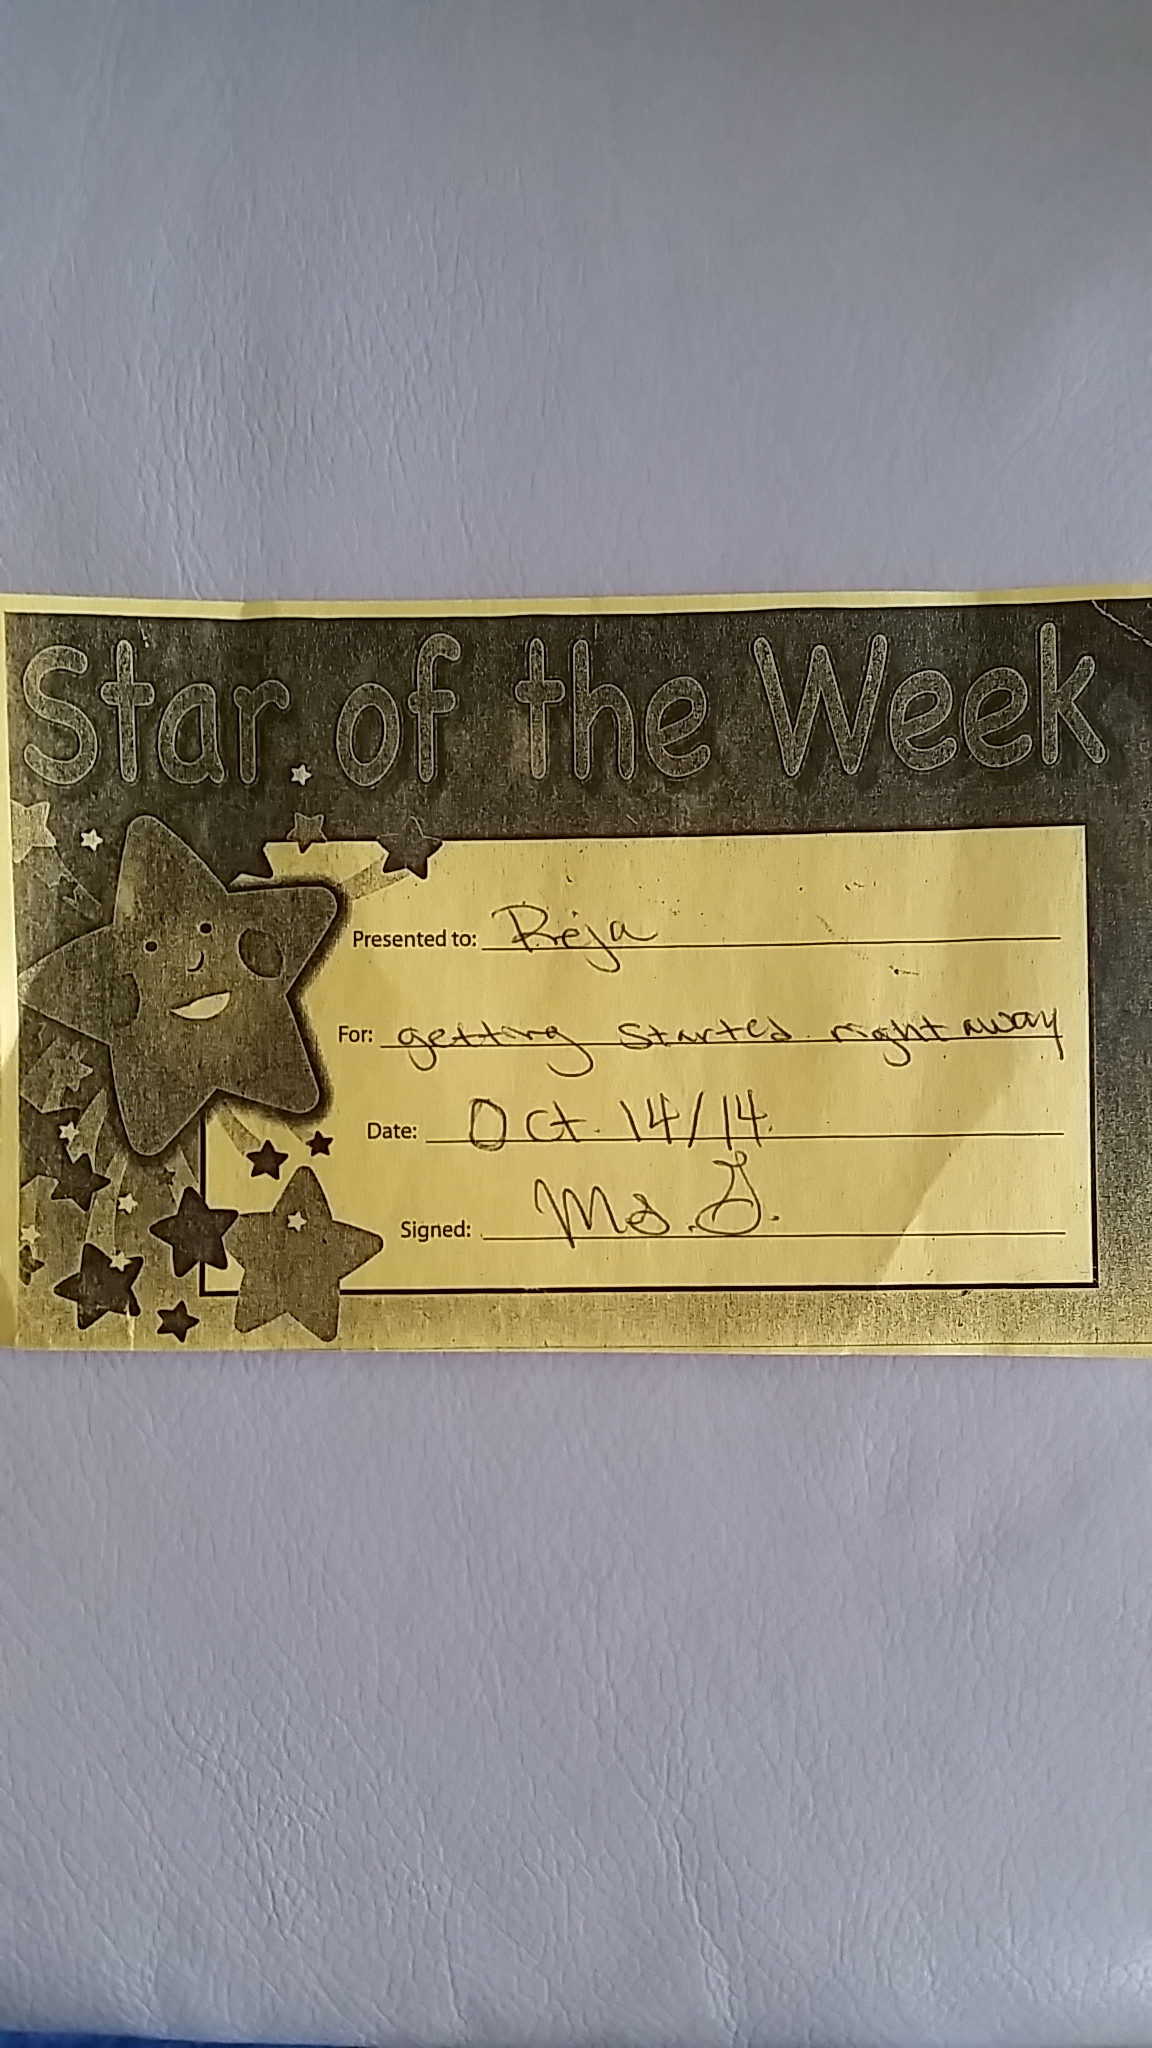 Star of the Week
Presented to: Reja
For: getting started right away
Date: Oct. 14/14.
Signed: Ms. J.